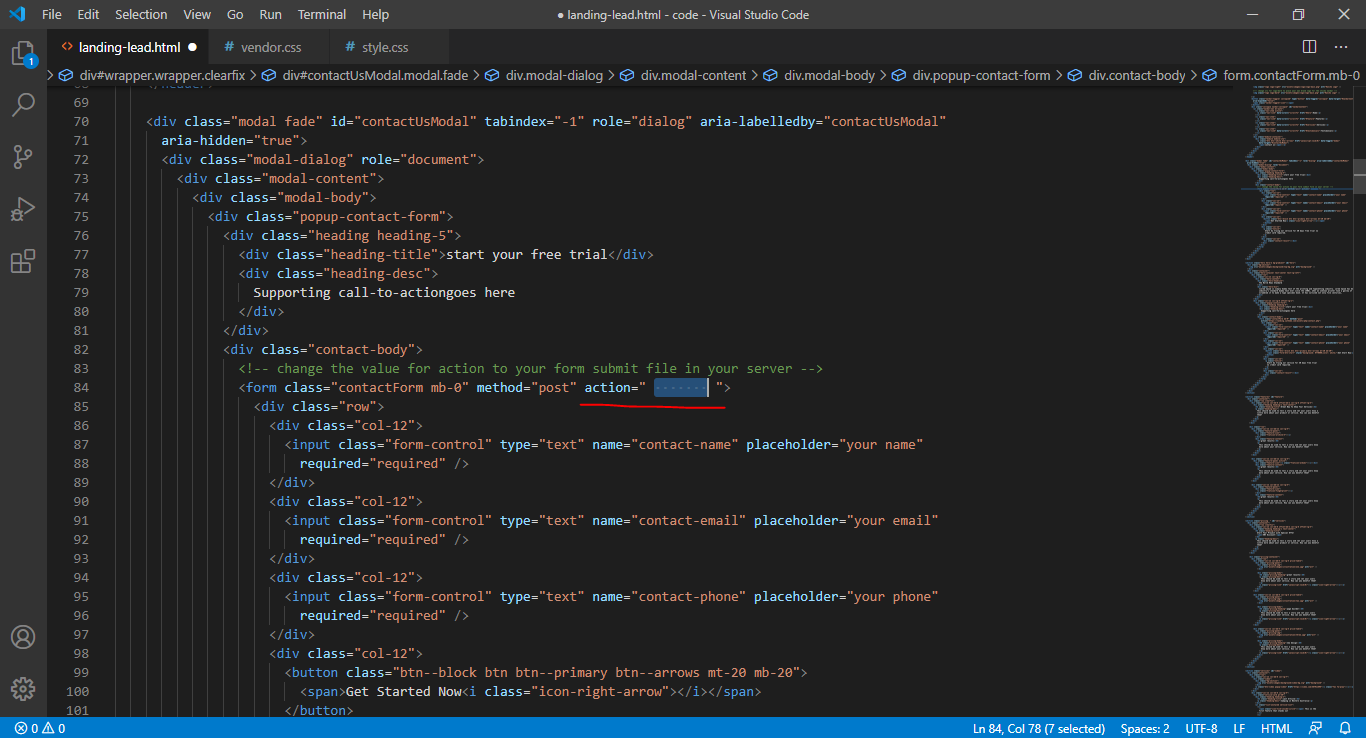 File Edit Selection View Go Run Terminal Help
● landing-lead.html - code - Visual Studio Code
landing-lead.html ●
# vendor.css
# style.css
div#wrapper.wrapper.clearfix > div#contactUsModal.modal.fade > div.modal-dialog > div.modal-content > div.modal-body > div.popup-contact-form > div.contact-body > form.contactForm.mb-0
1
69
70 <div class="modal fade" id="contactUsModal" tabindex="-1" role="dialog" aria-labelledby="contactUsModal"
71 aria-hidden="true">
72 <div class="modal-dialog" role="document">
73 <div class="modal-content">
74 <div class="modal-body">
75 <div class="popup-contact-form">
76 <div class="heading heading-5">
77 <div class="heading-title">start your free trial</div>
78 <div class="heading-desc">
79 Supporting call-to-actiongoes here
80 </div>
81 </div>
82 <div class="contact-body">
83 <!-- change the value for action to your form submit file in your server -->
84 <form class="contactForm mb-0" method="post" action=" ······· ">
85 <div class="row">
86 <div class="col-12">
87 <input class="form-control" type="text" name="contact-name" placeholder="your name"
88 required="required" />
89 </div>
90 <div class="col-12">
91 <input class="form-control" type="text" name="contact-email" placeholder="your email"
92 required="required" />
93 </div>
94 <div class="col-12">
95 <input class="form-control" type="text" name="contact-phone" placeholder="your phone"
96 required="required" />
97 </div>
98 <div class="col-12">
99 <button class="btn--block btn btn--primary btn--arrows mt-20 mb-20">
100 <span>Get Started Now<i class="icon-right-arrow"></i></span>
101 </button>
0 0
Ln 84, Col 78 (7 selected) Spaces: 2 UTF-8 LF HTML